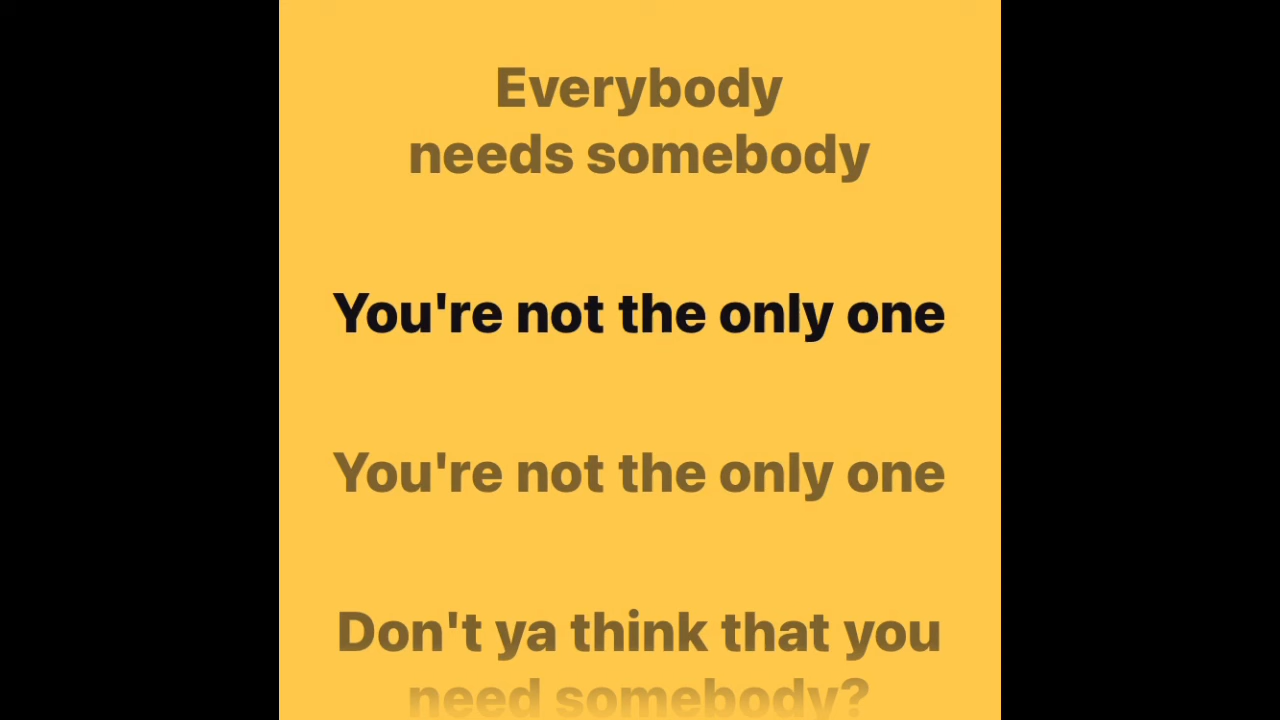 Everybody
needs somebody
You're not the only one
You're not the only one
Don't ya think that you
need somebody?